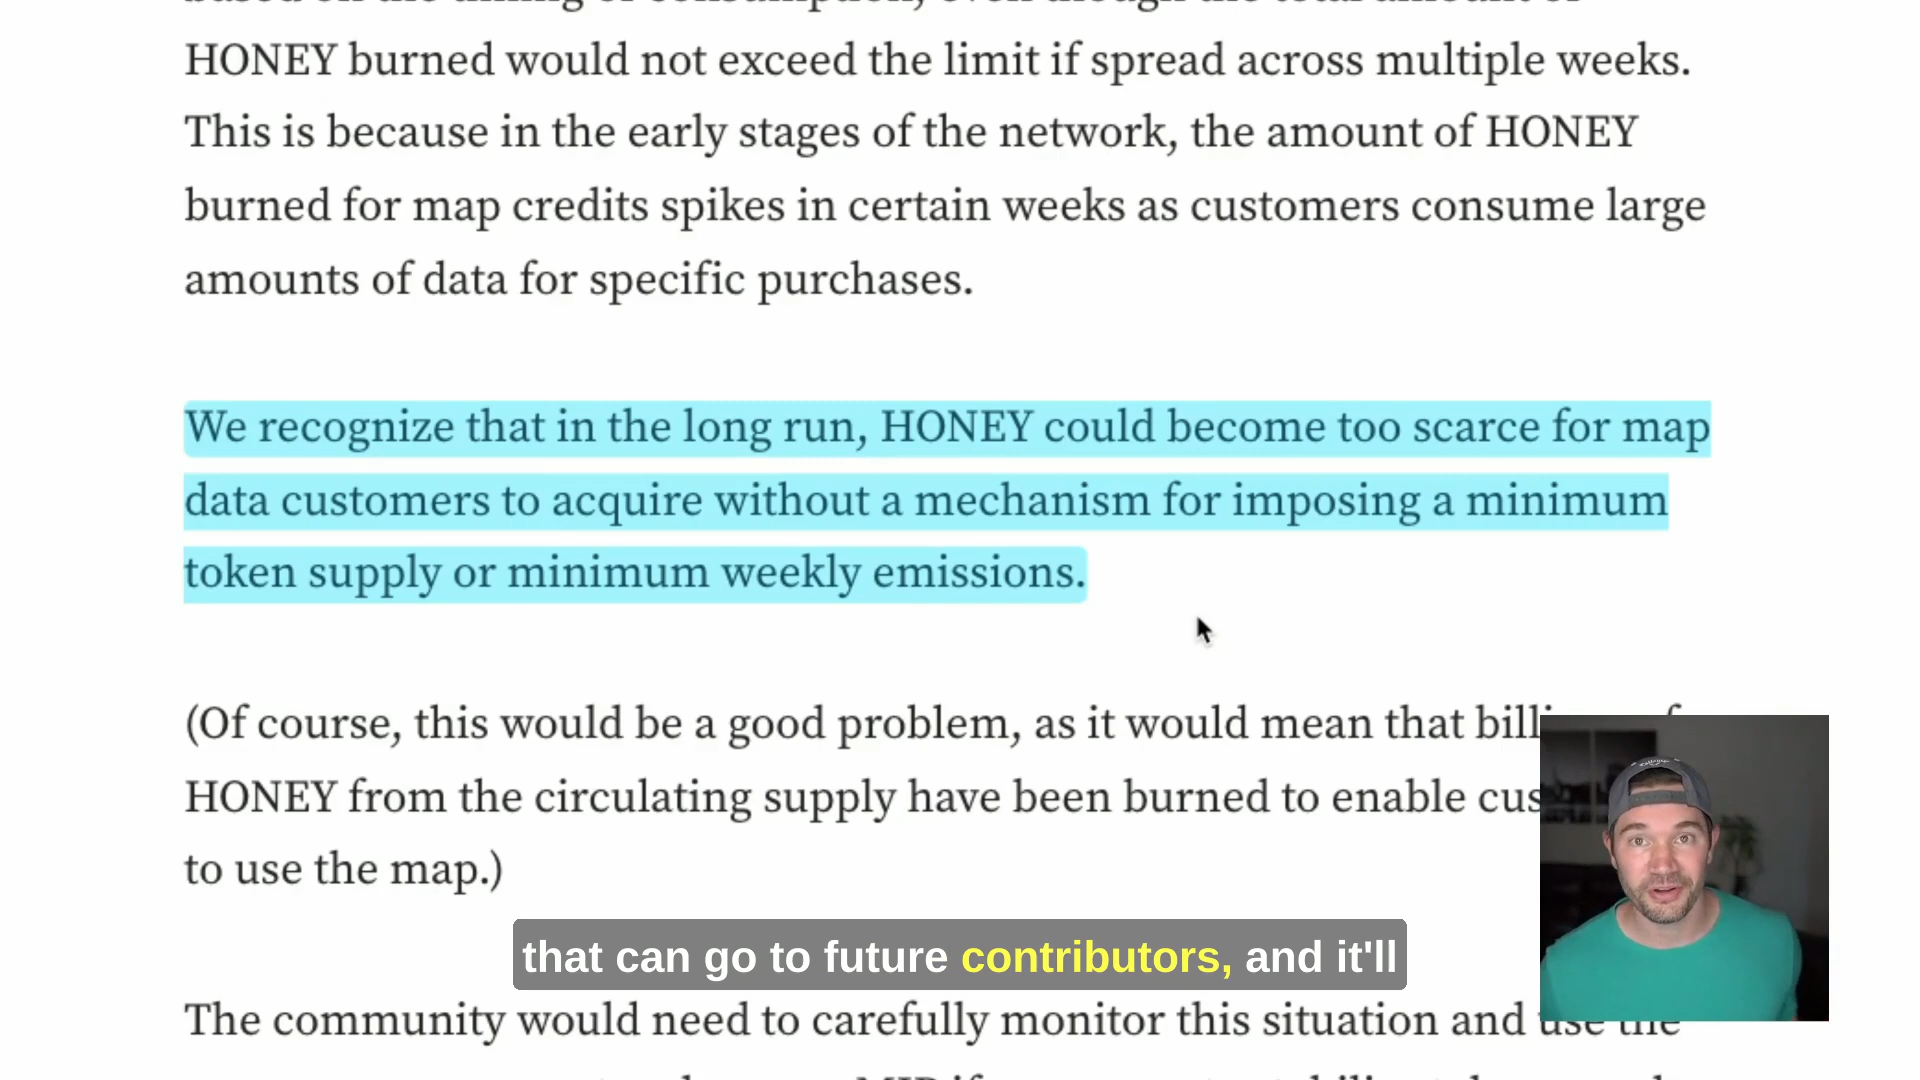 HONEY burned would not exceed the limit if spread across multiple weeks.
This is because in the early stages of the network, the amount of HONEY
burned for map credits spikes in certain weeks as customers consume large
amounts of data for specific purchases.
We recognize that in the long run, HONEY could become too scarce for map
data customers to acquire without a mechanism for imposing a minimum
token supply or minimum weekly emissions.
(Of course, this would be a good problem, as it would mean that
HONEY from the circulating supply have been burned to enable
to use the map.)
that can go to future contributors, and it'll
The community would need to carefully monitor this situation and use the